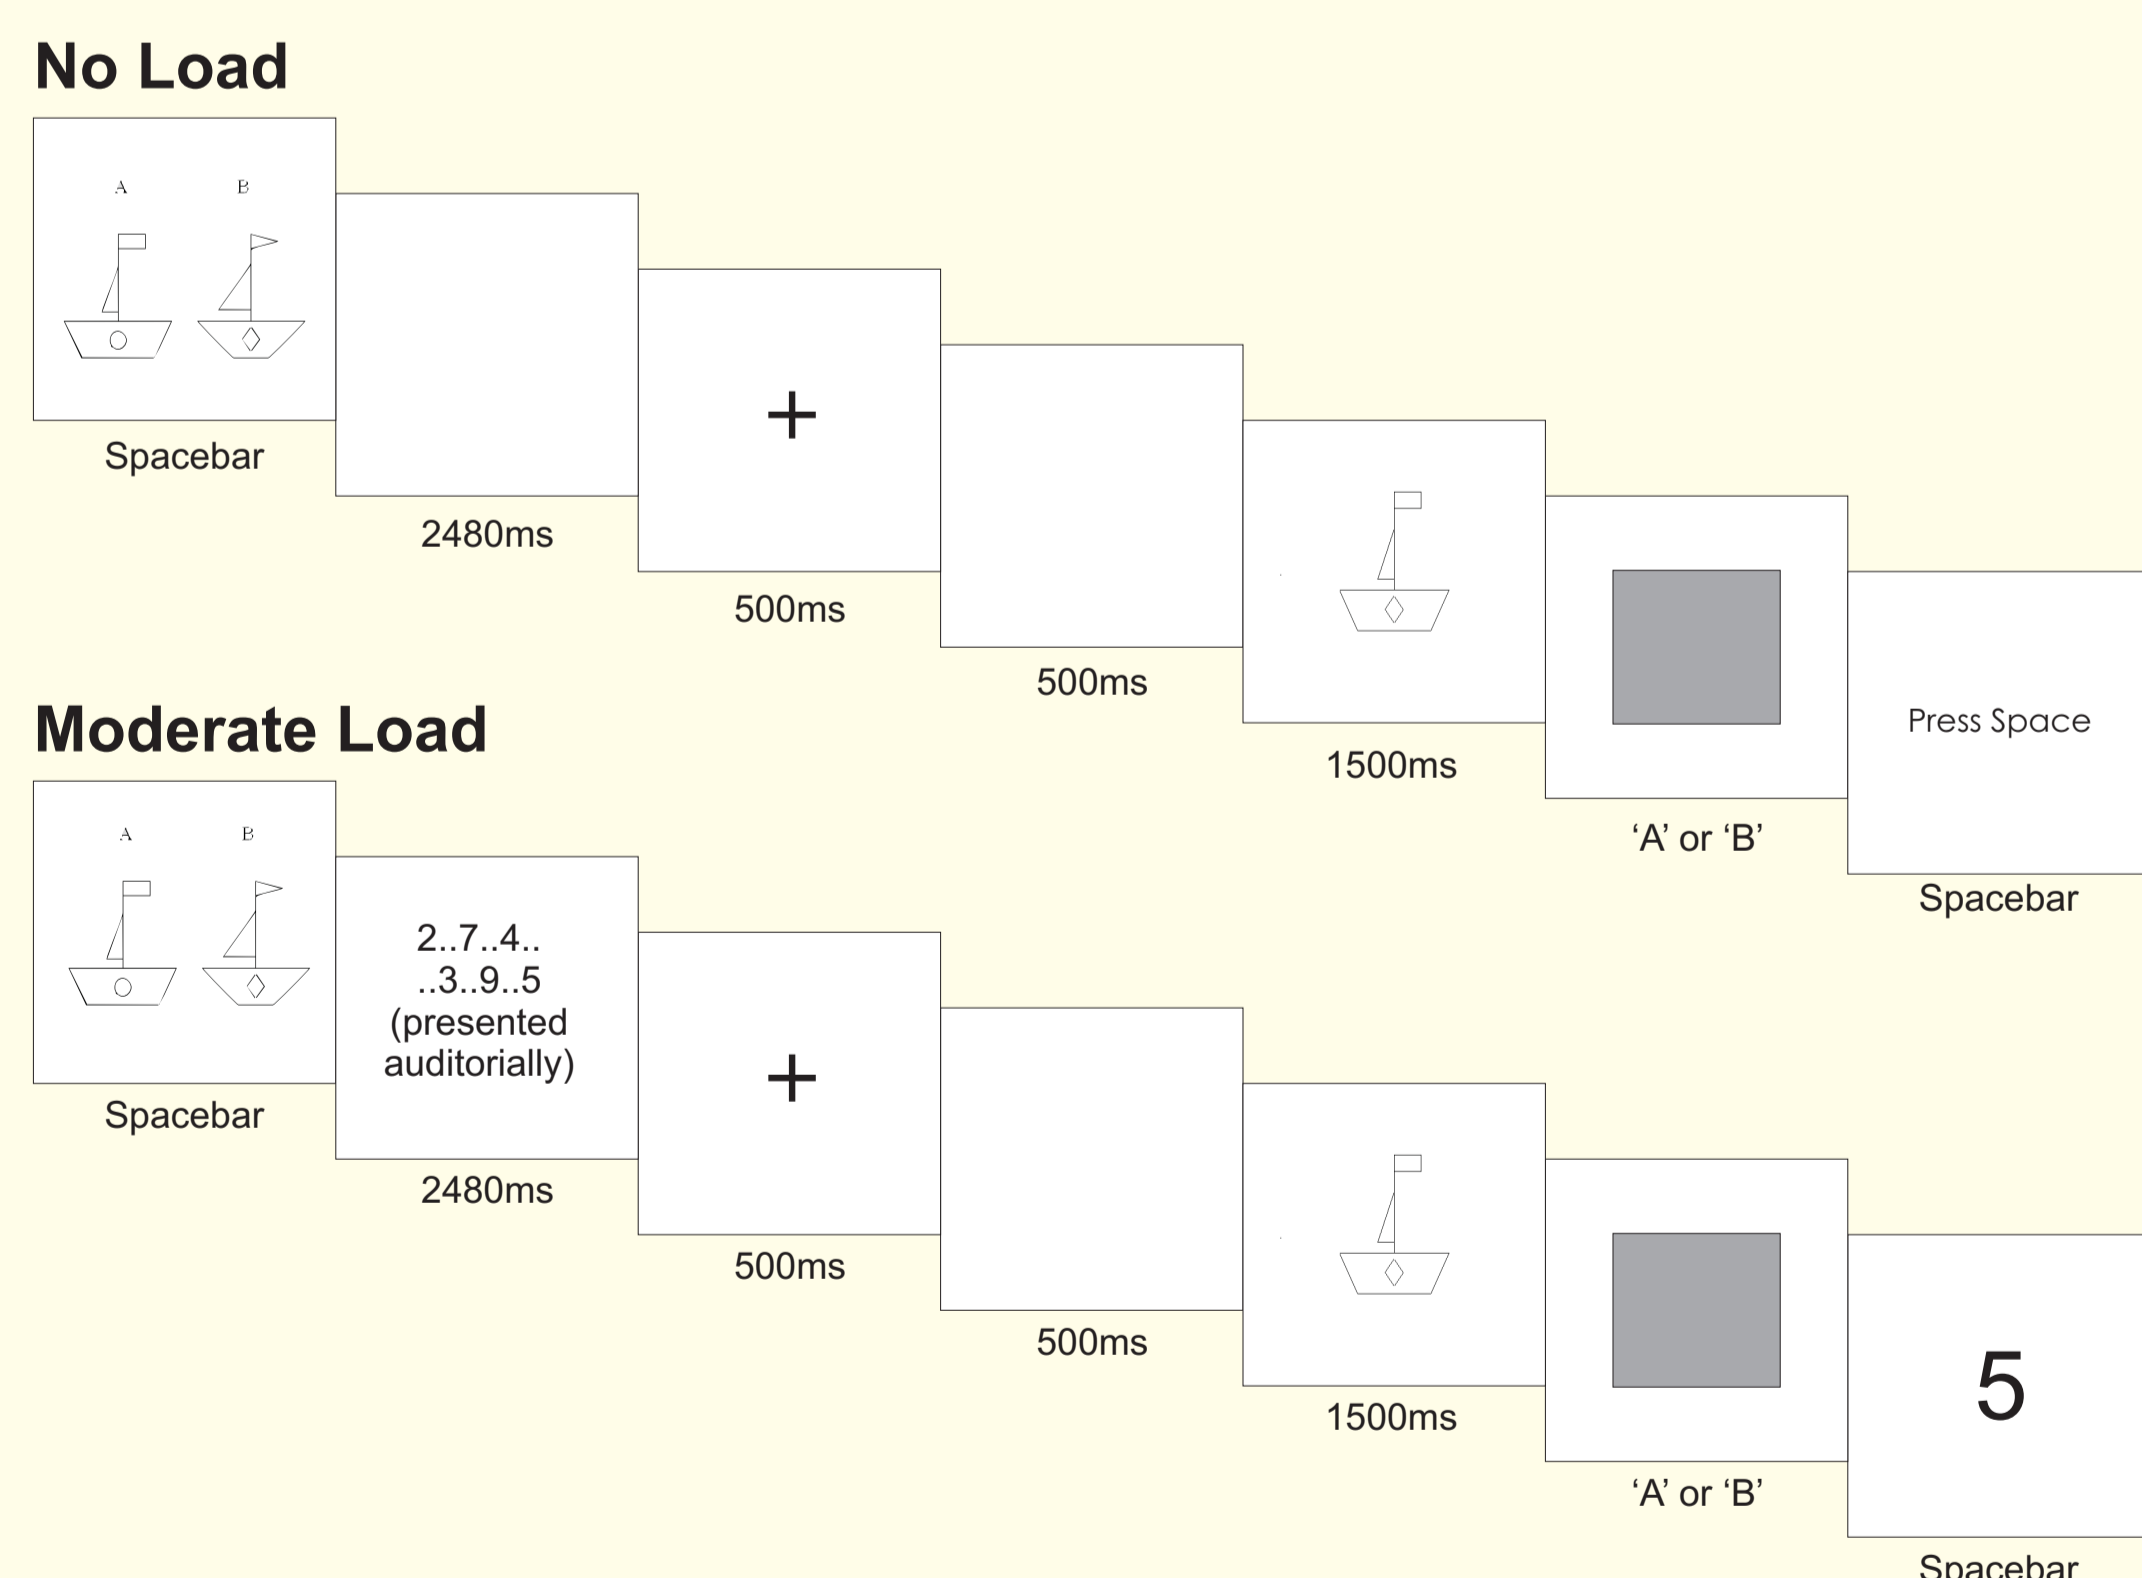 No Load
A B
Spacebar
2480ms
+
500ms
500ms
1500ms
‘A’ or ‘B’
Press Space
Spacebar
Moderate Load
A B
Spacebar
2..7..4..
..3..9..5
(presented
auditorially)
2480ms
+
500ms
500ms
1500ms
‘A’ or ‘B’
5
Spacebar